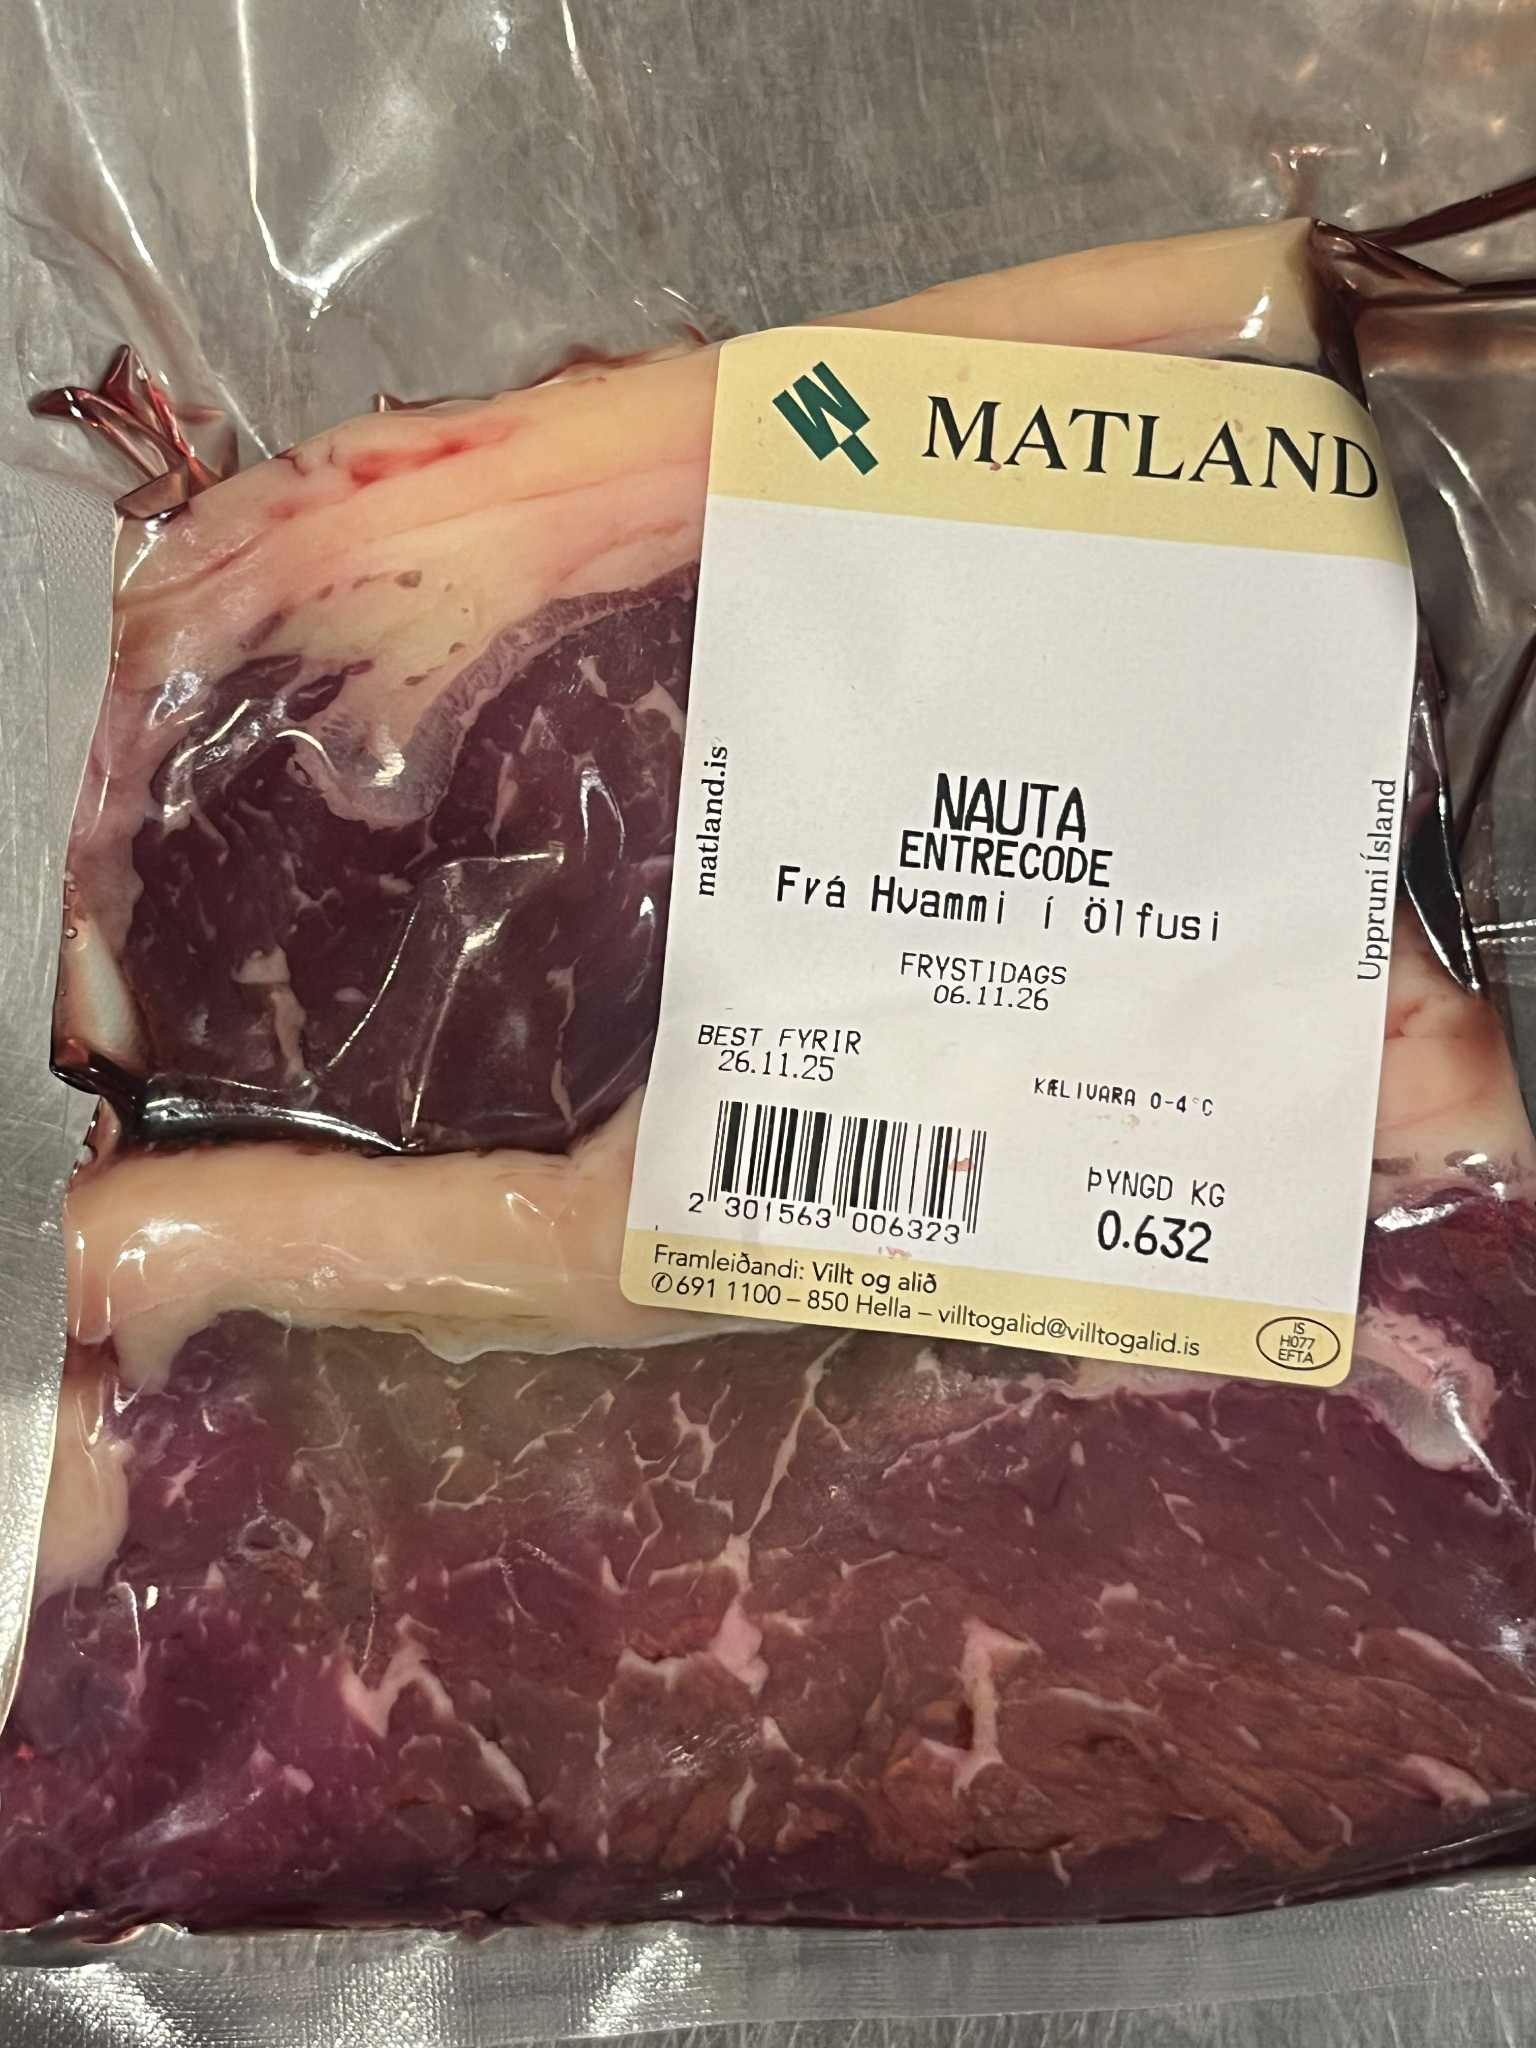 MATLAND
matland.is
Uppruni Ísland
NAUTA
ENTRECODE
Frá Hvammi í Ölfusi
FRYSTIDAGS
06.11.26
BEST FYRIR
26.11.25
KÆLIVARA 0-4°C
2 301563 006323
ÞYNGD KG
0.632
Framleiðandi: Villt og alið
✆691 1100 – 850 Hella – villtogalid@villtogalid.is
IS
H077
EFTA